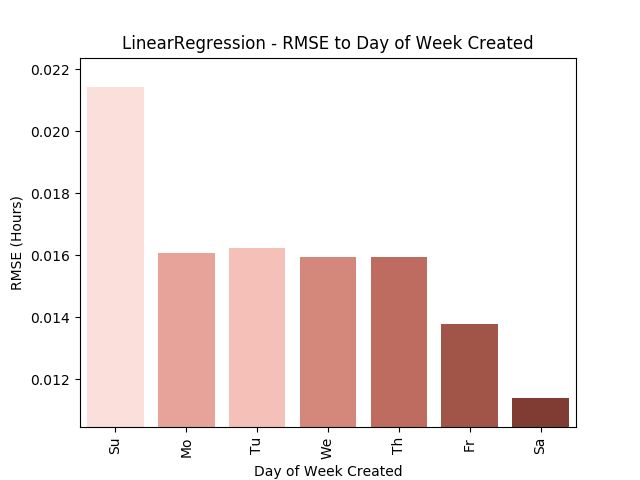 LinearRegression - RMSE to Day of Week Created
0.022
0.020
0.018
0.016
0.014
0.012
RMSE (Hours)
Su
Mo
Tu
We
Th
Fr
Sa
Day of Week Created